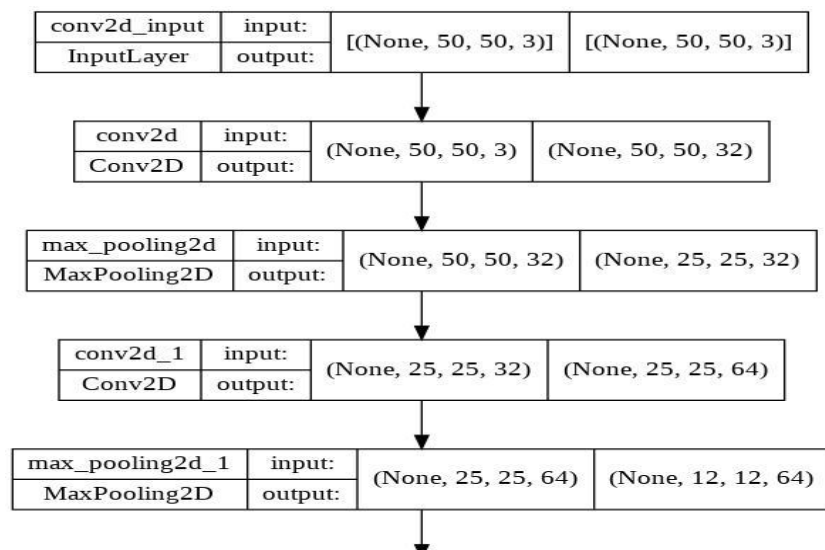 conv2d_input input: [(None, 50, 50, 3)] [(None, 50, 50, 3)]
InputLayer output:
conv2d input: (None, 50, 50, 3) (None, 50, 50, 32)
Conv2D output:
max_pooling2d input: (None, 50, 50, 32) (None, 25, 25, 32)
MaxPooling2D output:
conv2d_1 input: (None, 25, 25, 32) (None, 25, 25, 64)
Conv2D output:
max_pooling2d_1 input: (None, 25, 25, 64) (None, 12, 12, 64)
MaxPooling2D output: